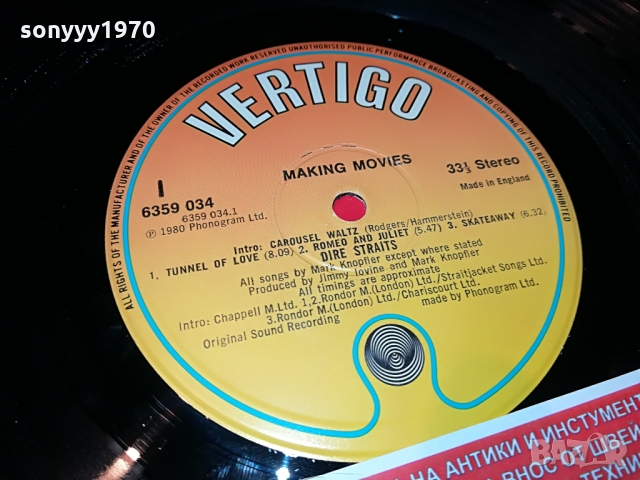 sonyyy1970
ALL RIGHTS OF THE MANUFACTURER AND OF THE OWNER OF THE RECORDED WORK RESERVED UNAUTHORISED PUBLIC PERFORMANCE BROADCASTING AND COPYING OF THIS RECORD PROHIBITED
VERTIGO
MAKING MOVIES
I
6359 034
6359 034.1
℗ 1980 Phonogram Ltd.
33⅓ Stereo
Made in England
Intro: CAROUSEL WALTZ (Rodgers/Hammerstein)
1. TUNNEL OF LOVE (8.09) 2. ROMEO AND JULIET (5.47) 3. SKATEAWAY (6.32)
DIRE STRAITS
All songs by Mark Knopfler except where stated
Produced by Jimmy Iovine and Mark Knopfler
All timings are approximate
Intro: Chappell M.Ltd. 1,2.Rondor M.(London) Ltd./Straitjacket Songs Ltd.
3.Rondor M.(London) Ltd./Chariscourt Ltd.
Original Sound Recording made by Phonogram Ltd.
НА АНТИКИ И ИНСТУМЕНТ
ВНОС ОТ ШВЕЙ
ТЕХНИ
BAZAR